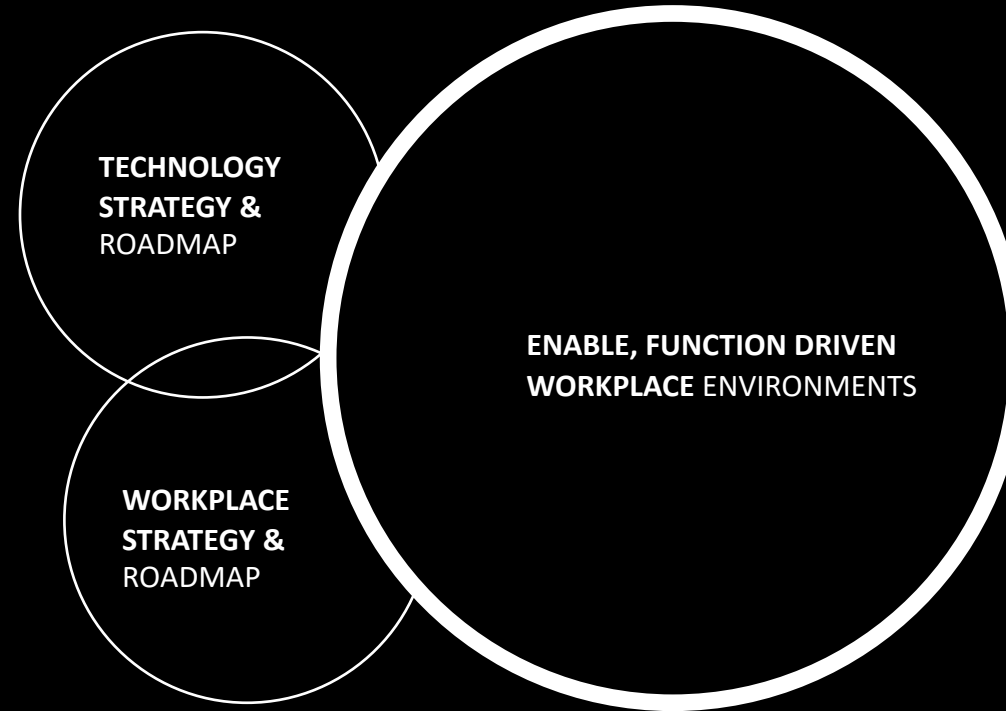 TECHNOLOGY
STRATEGY &
ROADMAP
ENABLE, FUNCTION DRIVEN
WORKPLACE ENVIRONMENTS
WORKPLACE
STRATEGY &
ROADMAP